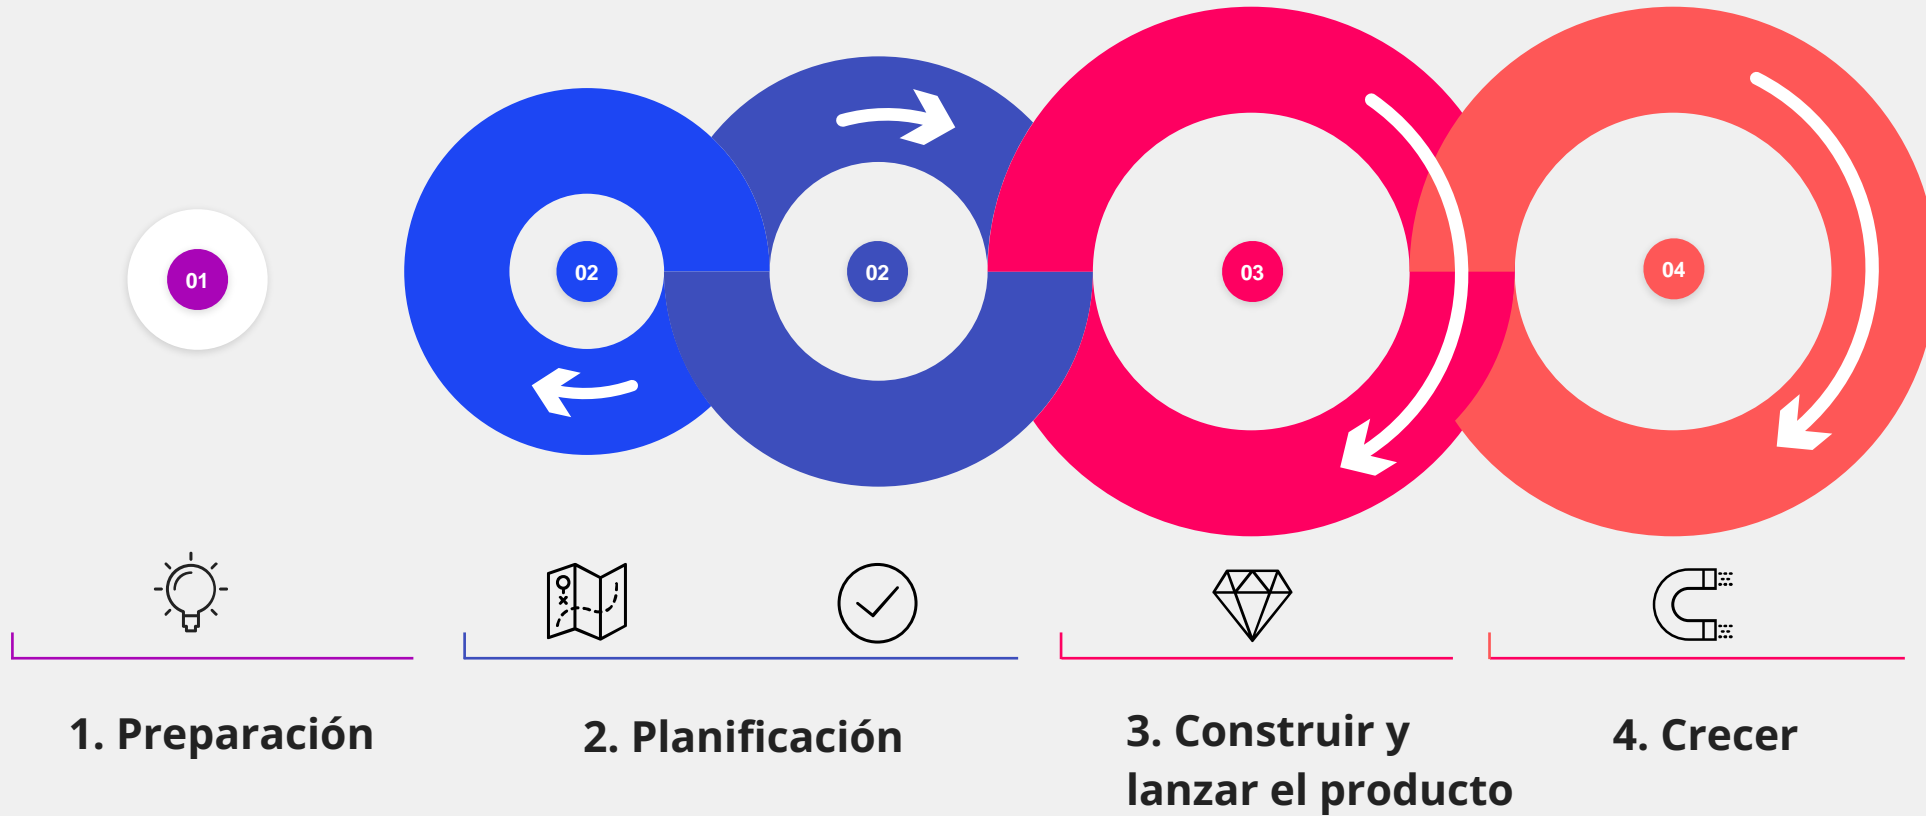 01
02
02
03
04
1. Preparación
2. Planificación
3. Construir y
lanzar el producto
4. Crecer